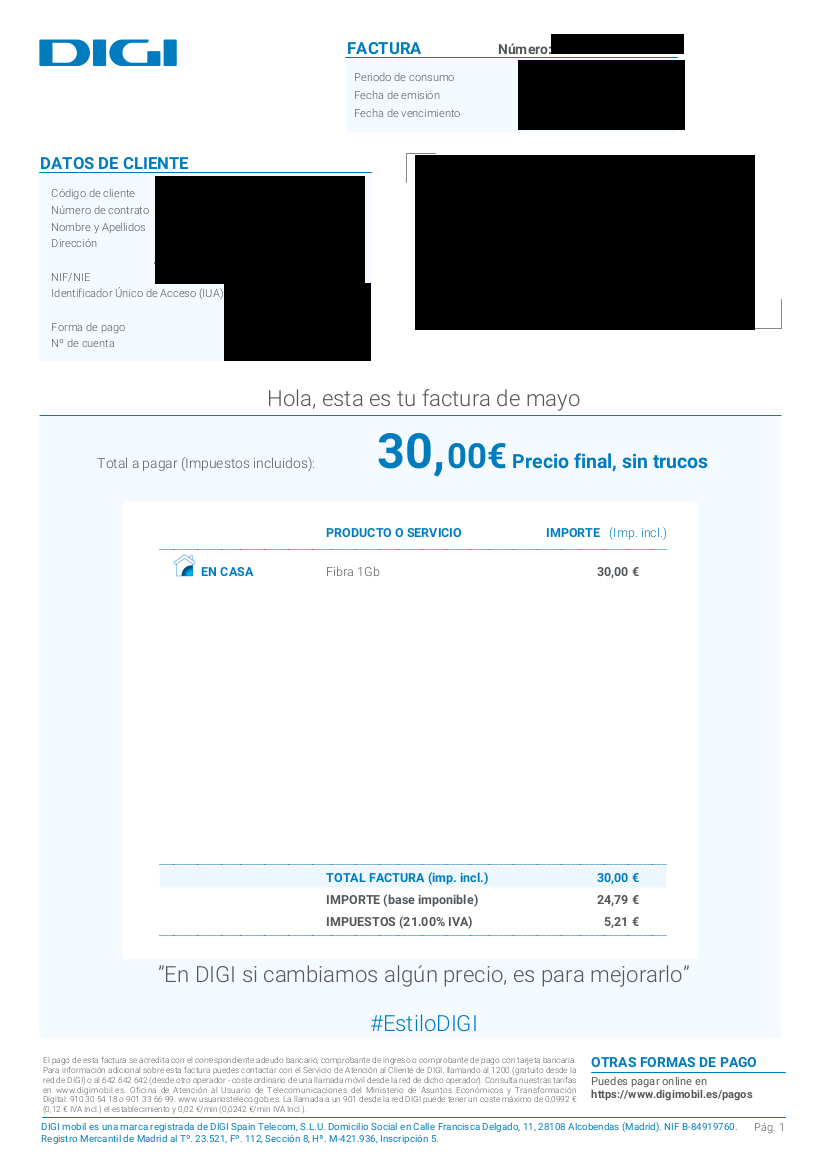 DIGI
FACTURA Número:
Periodo de consumo
Fecha de emisión
Fecha de vencimiento
DATOS DE CLIENTE
Código de cliente
Número de contrato
Nombre y Apellidos
Dirección
NIF/NIE
Identificador Único de Acceso (IUA)
Forma de pago
Nº de cuenta
Hola, esta es tu factura de mayo
Total a pagar (Impuestos incluidos): 30,00€ Precio final, sin trucos
PRODUCTO O SERVICIO IMPORTE (Imp. incl.)
EN CASA Fibra 1Gb 30,00 €
TOTAL FACTURA (imp. incl.) 30,00 €
IMPORTE (base imponible) 24,79 €
IMPUESTOS (21.00% IVA) 5,21 €
”En DIGI si cambiamos algún precio, es para mejorarlo”
#EstiloDIGI
El pago de esta factura se acredita con el correspondiente adeudo bancario, comprobante de ingreso o comprobante de pago con tarjeta bancaria.
Para información adicional sobre esta factura puedes contactar con el Servicio de Atención al Cliente de DIGI, llamando al 1200 (gratuito desde la
red de DIGI) o al 642 642 642 (desde otro operador - coste ordinario de una llamada móvil desde la red de dicho operador). Consulta nuestras tarifas
en www.digimobil.es. Oficina de Atención al Usuario de Telecomunicaciones del Ministerio de Asuntos Económicos y Transformación
Digital: 910 30 54 18 o 901 33 66 99. www.usuariosteleco.gob.es. La llamada a un 901 desde la red DIGI puede tener un coste máximo de 0,0992 €
(0,12 € IVA Incl.) el establecimiento y 0,02 €/min (0,0242 €/min IVA Incl.).
OTRAS FORMAS DE PAGO
Puedes pagar online en
https://www.digimobil.es/pagos
DIGI mobil es una marca registrada de DIGI Spain Telecom, S.L.U. Domicilio Social en Calle Francisca Delgado, 11, 28108 Alcobendas (Madrid). NIF B-84919760. Pág. 1
Registro Mercantil de Madrid al Tº. 23.521, Fº. 112, Sección 8, Hª. M-421.936, Inscripción 5.